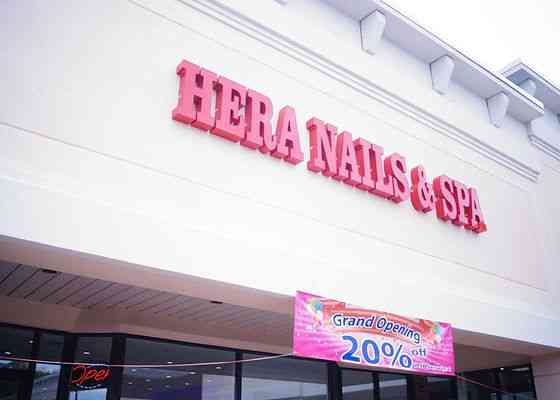 HERA NAILS & SPA
Grand Opening
20% off
Open